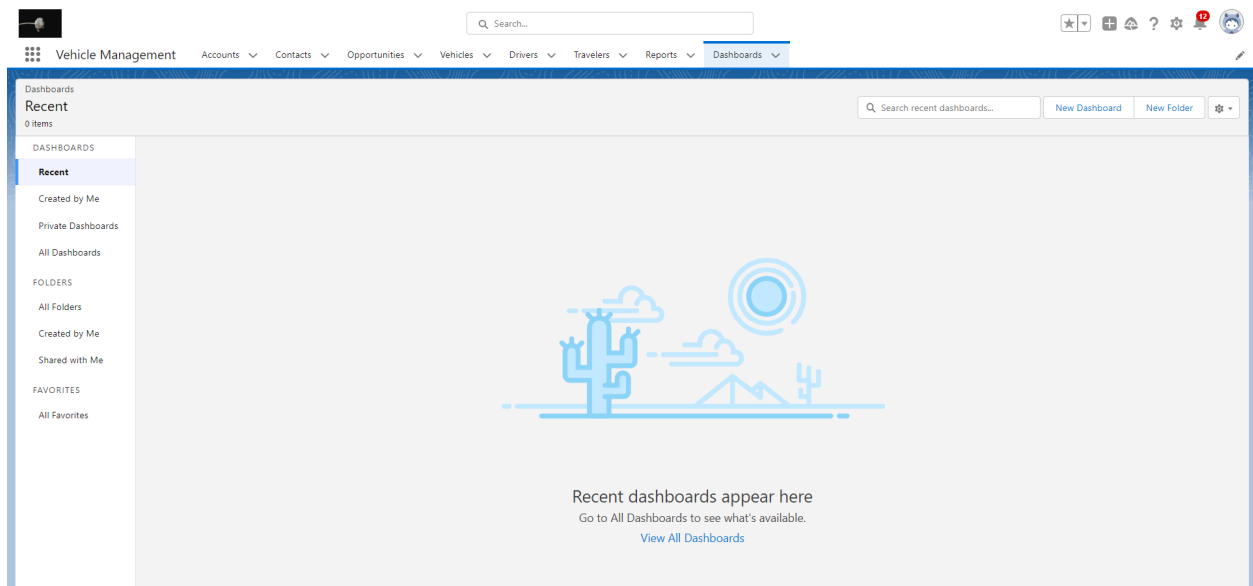 Search...
12
Vehicle Management Accounts Contacts Opportunities Vehicles Drivers Travelers Reports Dashboards
Dashboards
Recent
0 items
Search recent dashboards...
New Dashboard
New Folder
DASHBOARDS
Recent
Created by Me
Private Dashboards
All Dashboards
FOLDERS
All Folders
Created by Me
Shared with Me
FAVORITES
All Favorites
Recent dashboards appear here
Go to All Dashboards to see what's available.
View All Dashboards